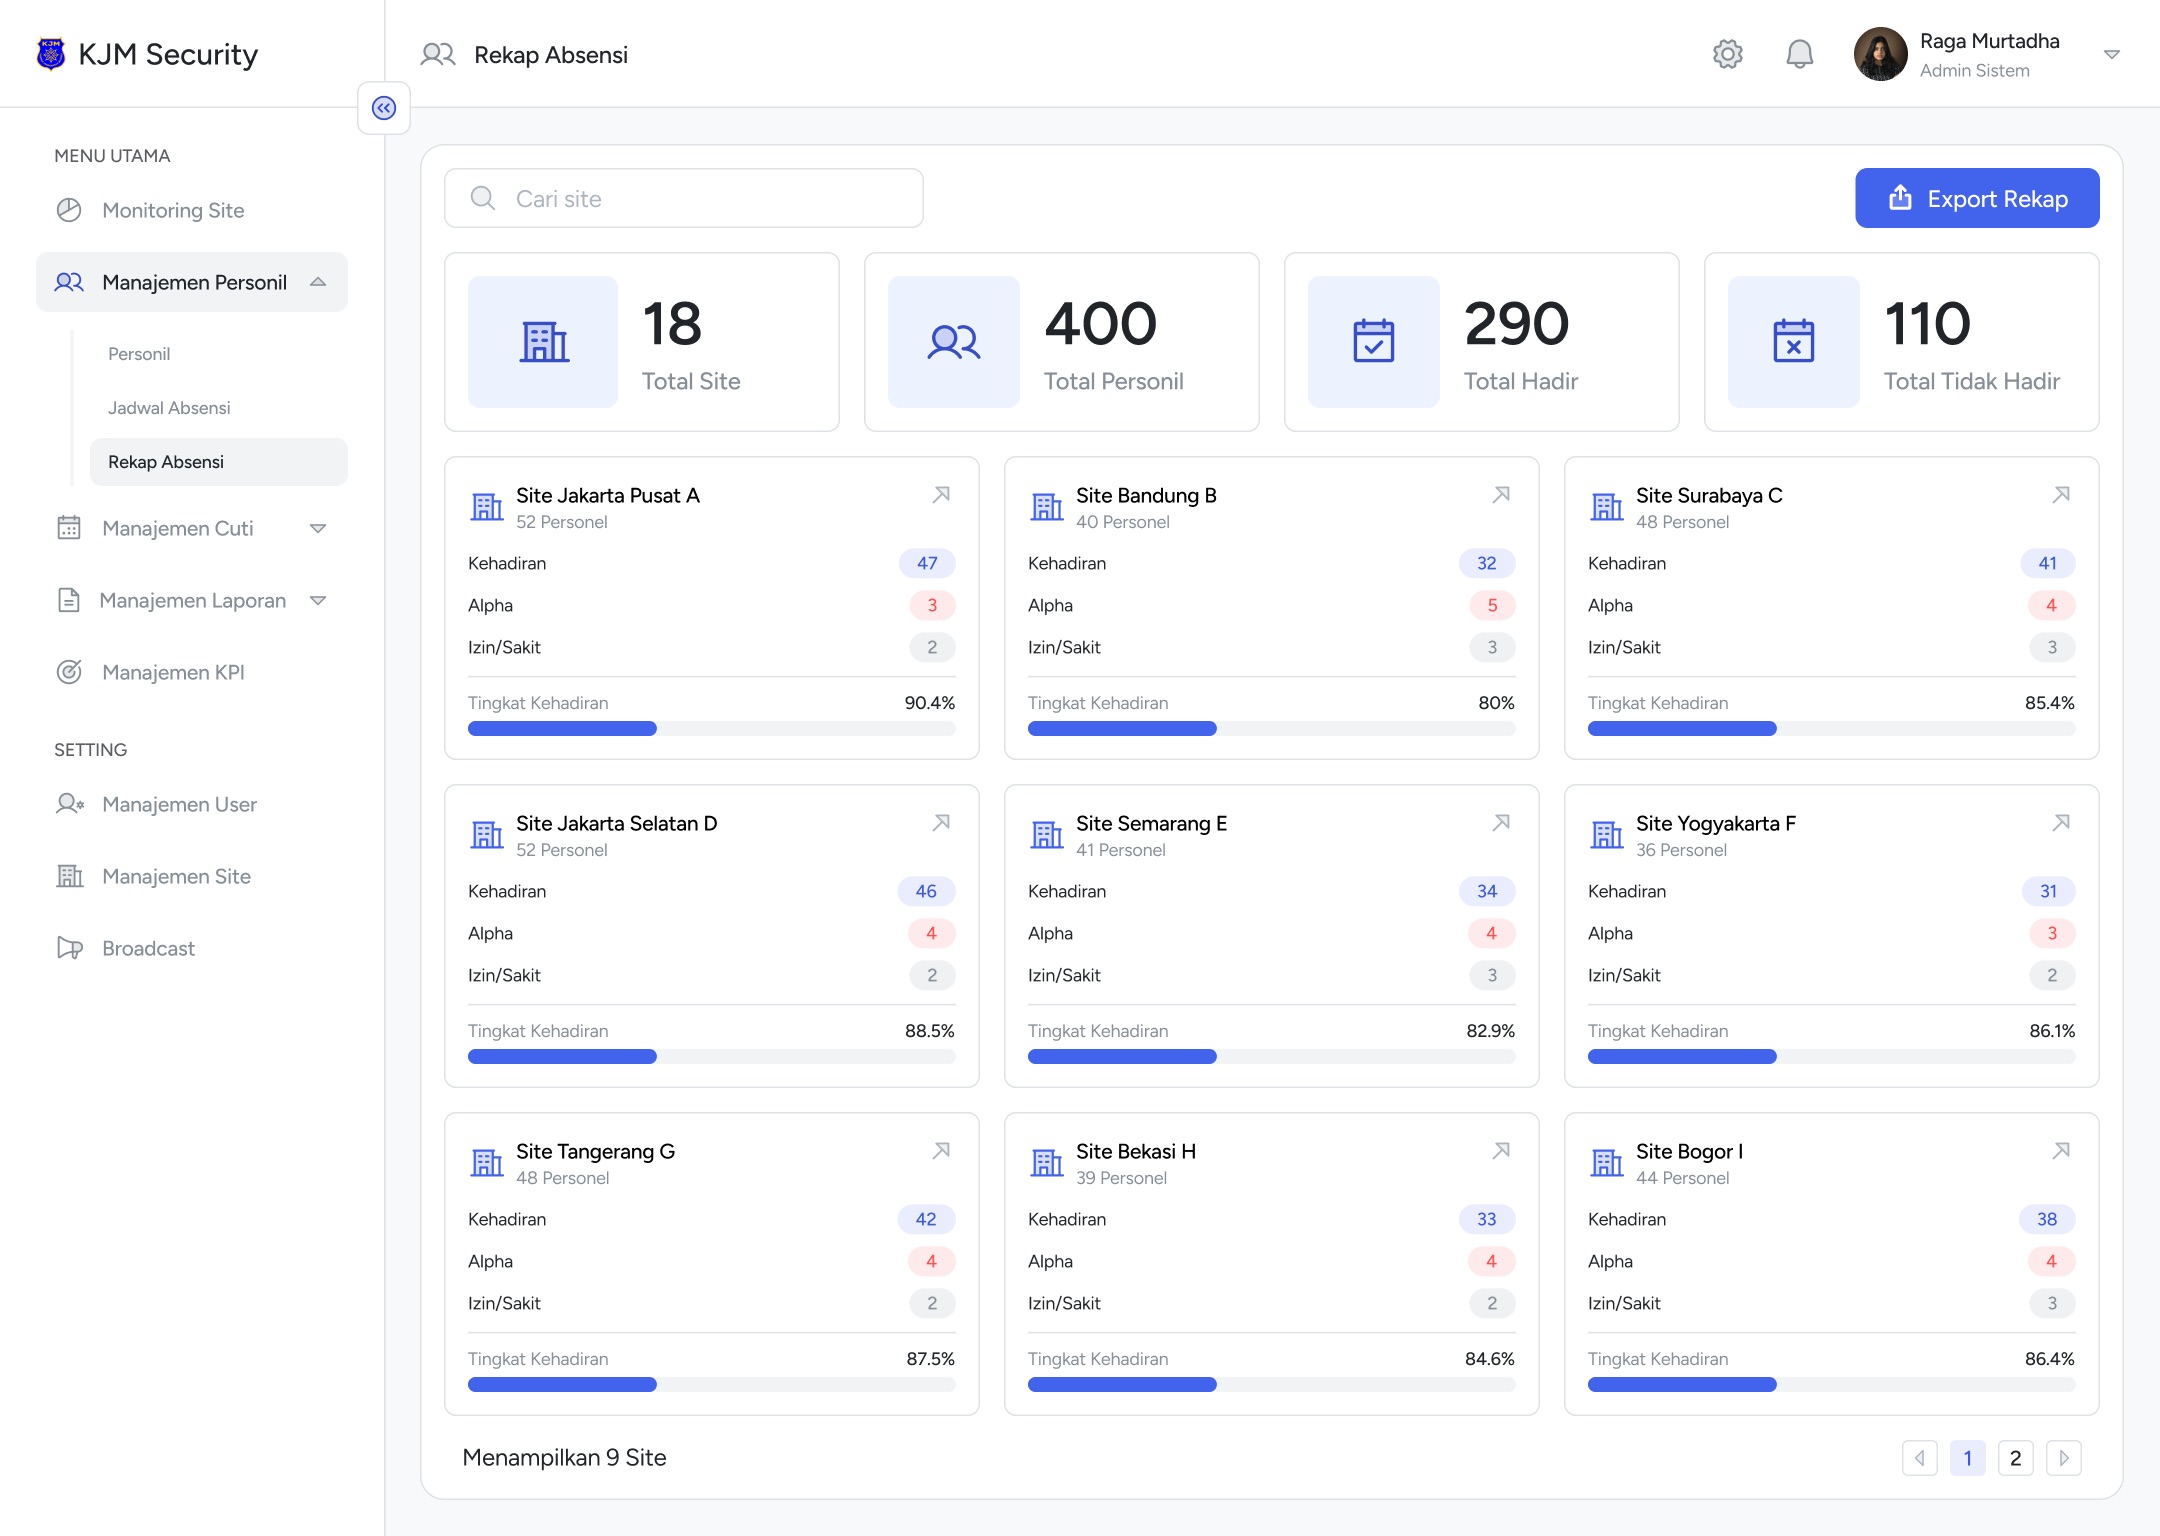 KJM
KJM Security
Rekap Absensi
Raga Murtadha
Admin Sistem
MENU UTAMA
Monitoring Site
Manajemen Personil
Personil
Jadwal Absensi
Rekap Absensi
Manajemen Cuti
Manajemen Laporan
Manajemen KPI
SETTING
Manajemen User
Manajemen Site
Broadcast
Cari site
Export Rekap
18
Total Site
400
Total Personil
290
Total Hadir
110
Total Tidak Hadir
Site Jakarta Pusat A
52 Personel
Kehadiran 47
Alpha 3
Izin/Sakit 2
Tingkat Kehadiran 90.4%
Site Bandung B
40 Personel
Kehadiran 32
Alpha 5
Izin/Sakit 3
Tingkat Kehadiran 80%
Site Surabaya C
48 Personel
Kehadiran 41
Alpha 4
Izin/Sakit 3
Tingkat Kehadiran 85.4%
Site Jakarta Selatan D
52 Personel
Kehadiran 46
Alpha 4
Izin/Sakit 2
Tingkat Kehadiran 88.5%
Site Semarang E
41 Personel
Kehadiran 34
Alpha 4
Izin/Sakit 3
Tingkat Kehadiran 82.9%
Site Yogyakarta F
36 Personel
Kehadiran 31
Alpha 3
Izin/Sakit 2
Tingkat Kehadiran 86.1%
Site Tangerang G
48 Personel
Kehadiran 42
Alpha 4
Izin/Sakit 2
Tingkat Kehadiran 87.5%
Site Bekasi H
39 Personel
Kehadiran 33
Alpha 4
Izin/Sakit 2
Tingkat Kehadiran 84.6%
Site Bogor I
44 Personel
Kehadiran 38
Alpha 4
Izin/Sakit 3
Tingkat Kehadiran 86.4%
Menampilkan 9 Site
1 2